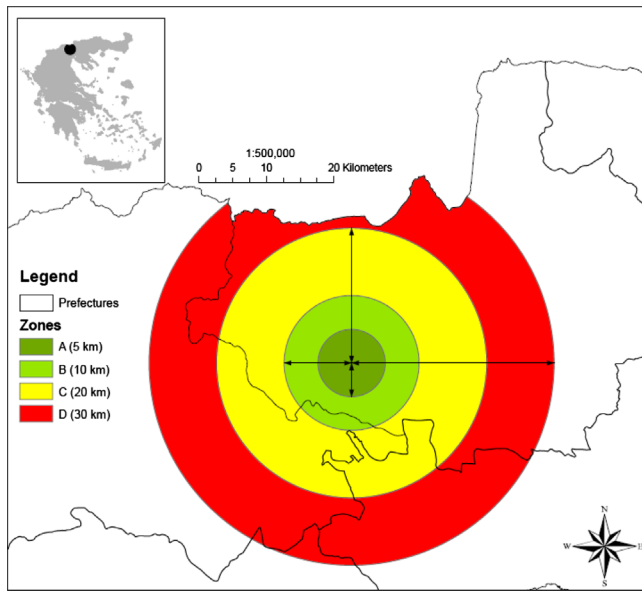 1:500,000
0 5 10 20 Kilometers
Legend
Prefectures
Zones
A (5 km)
B (10 km)
C (20 km)
D (30 km)
N
W E
S